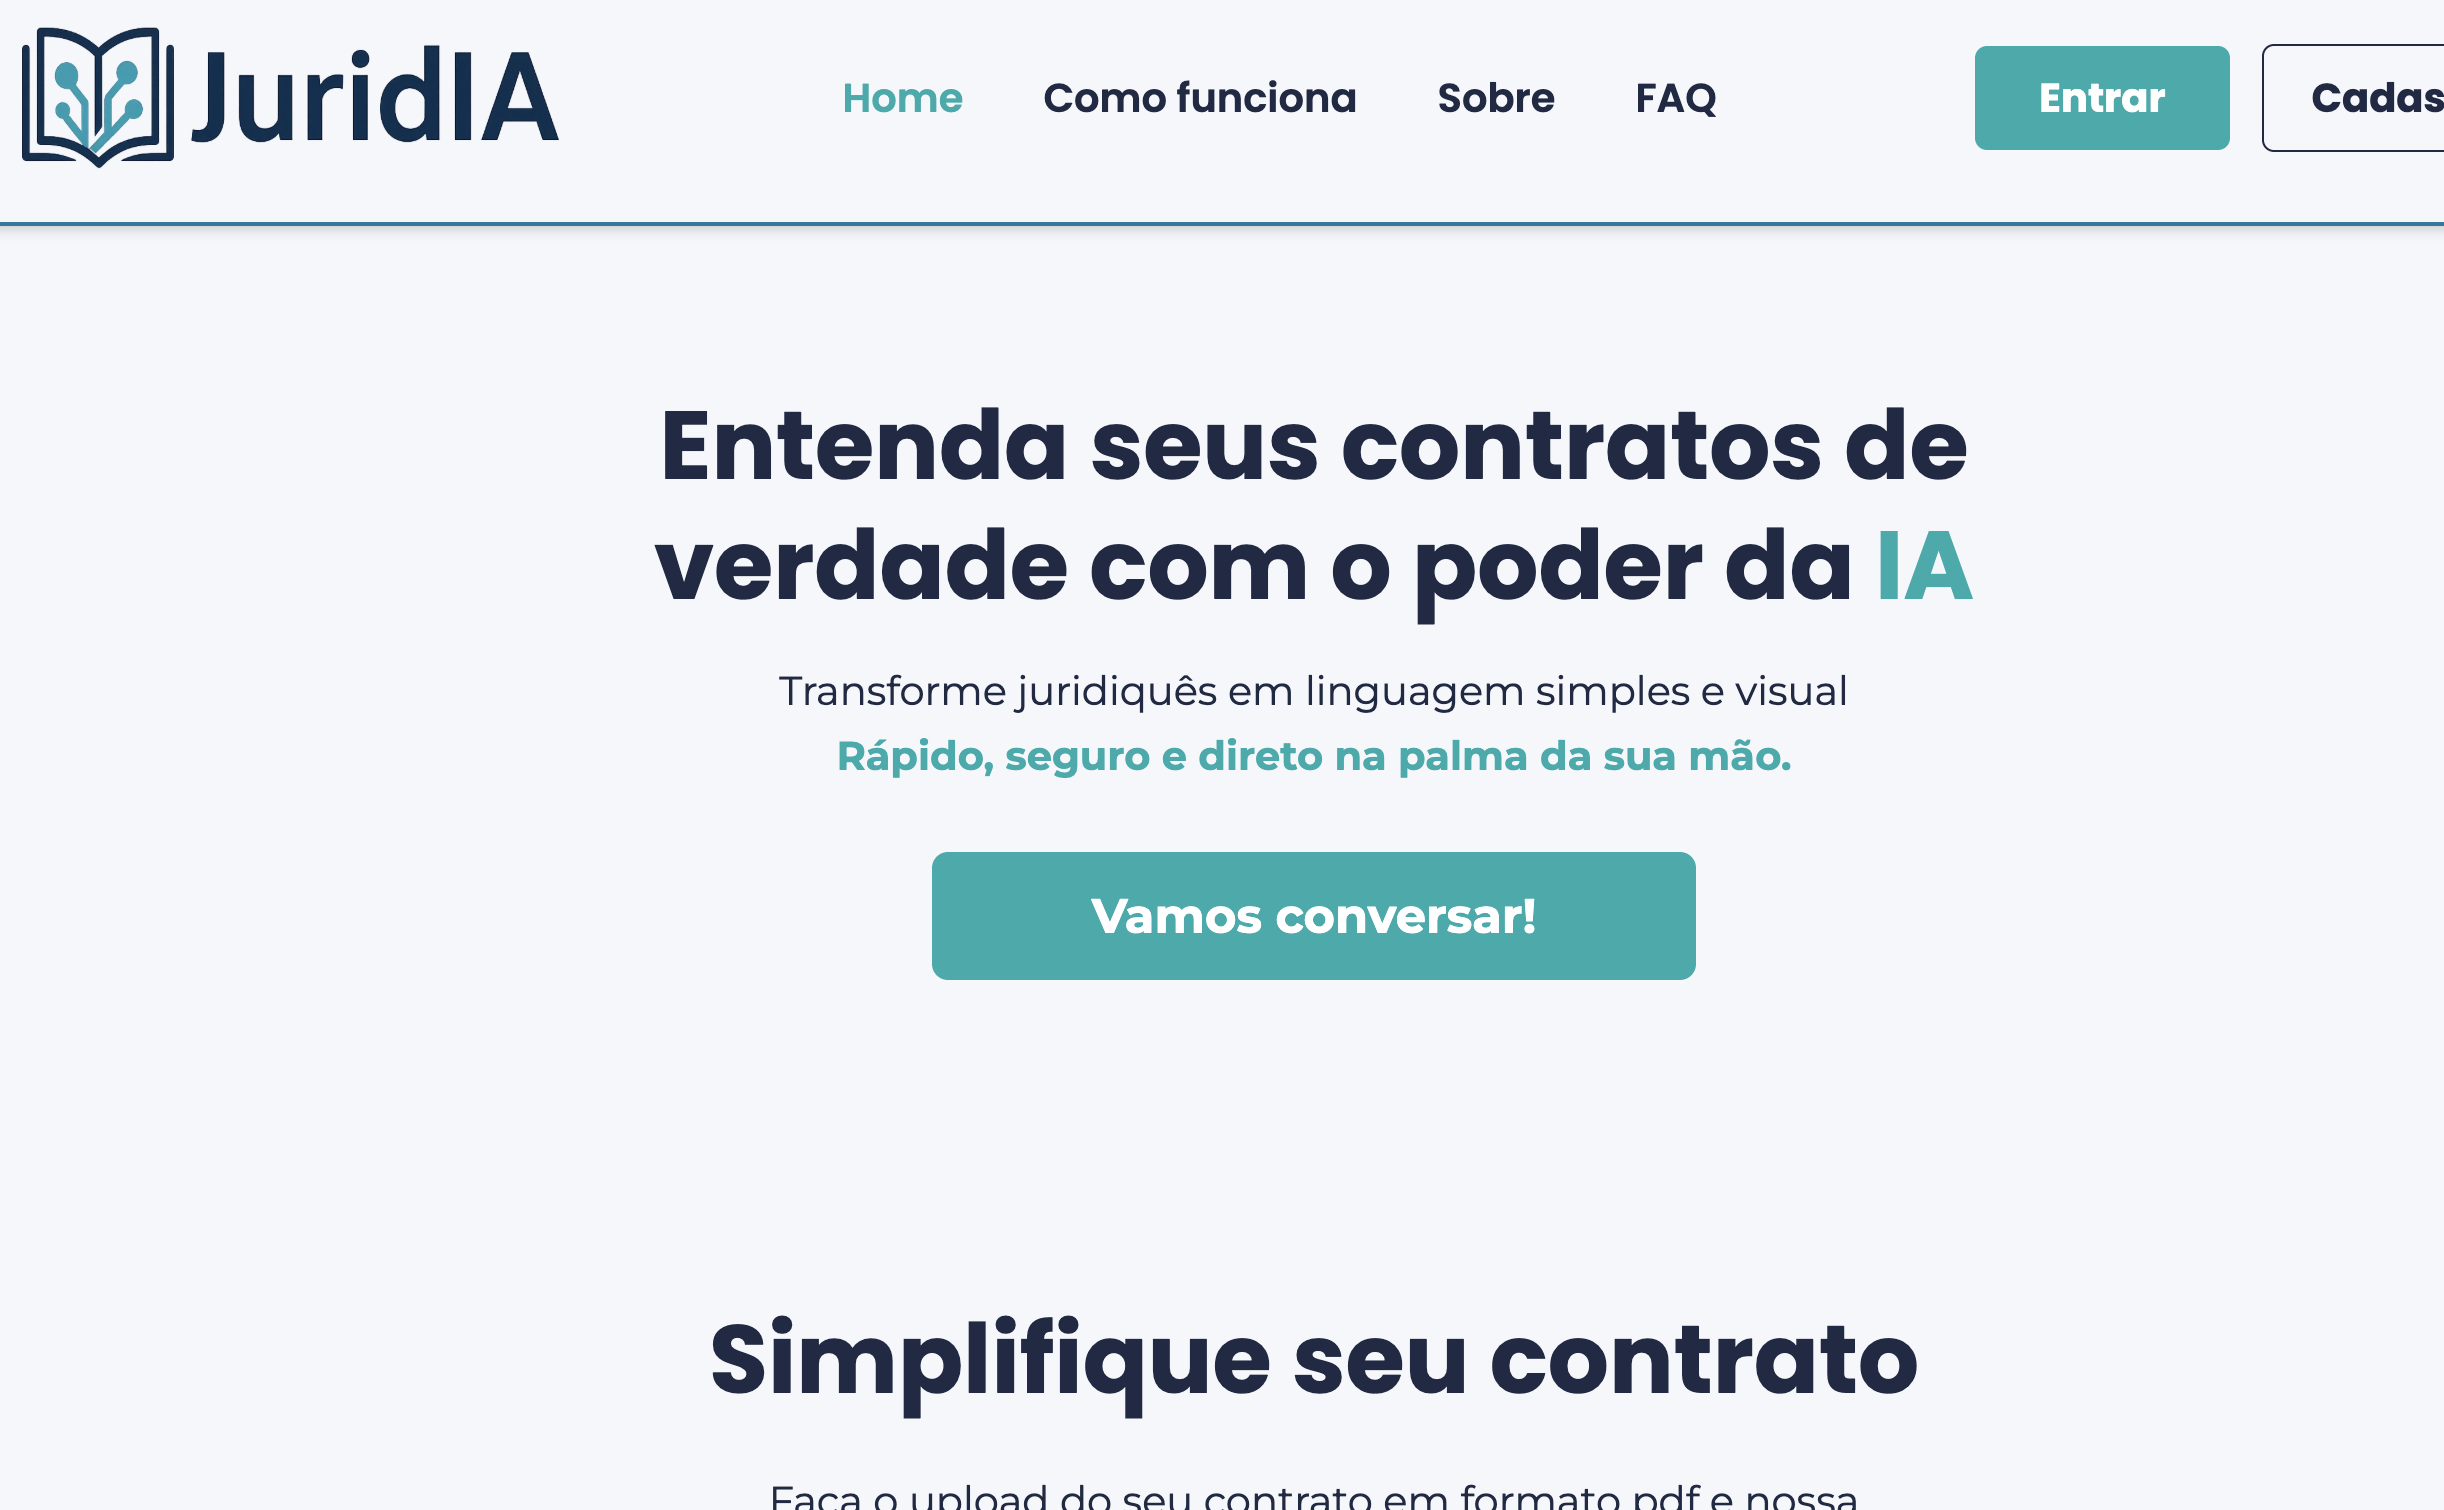 JuridIA
Home Como funciona Sobre FAQ Entrar
Entenda seus contratos de
verdade com o poder da IA
Transforme juridiquês em linguagem simples e visual
Rápido, seguro e direto na palma da sua mão.
Vamos conversar!
Simplifique seu contrato
Faça o upload do seu contrato em formato pdf e nossa